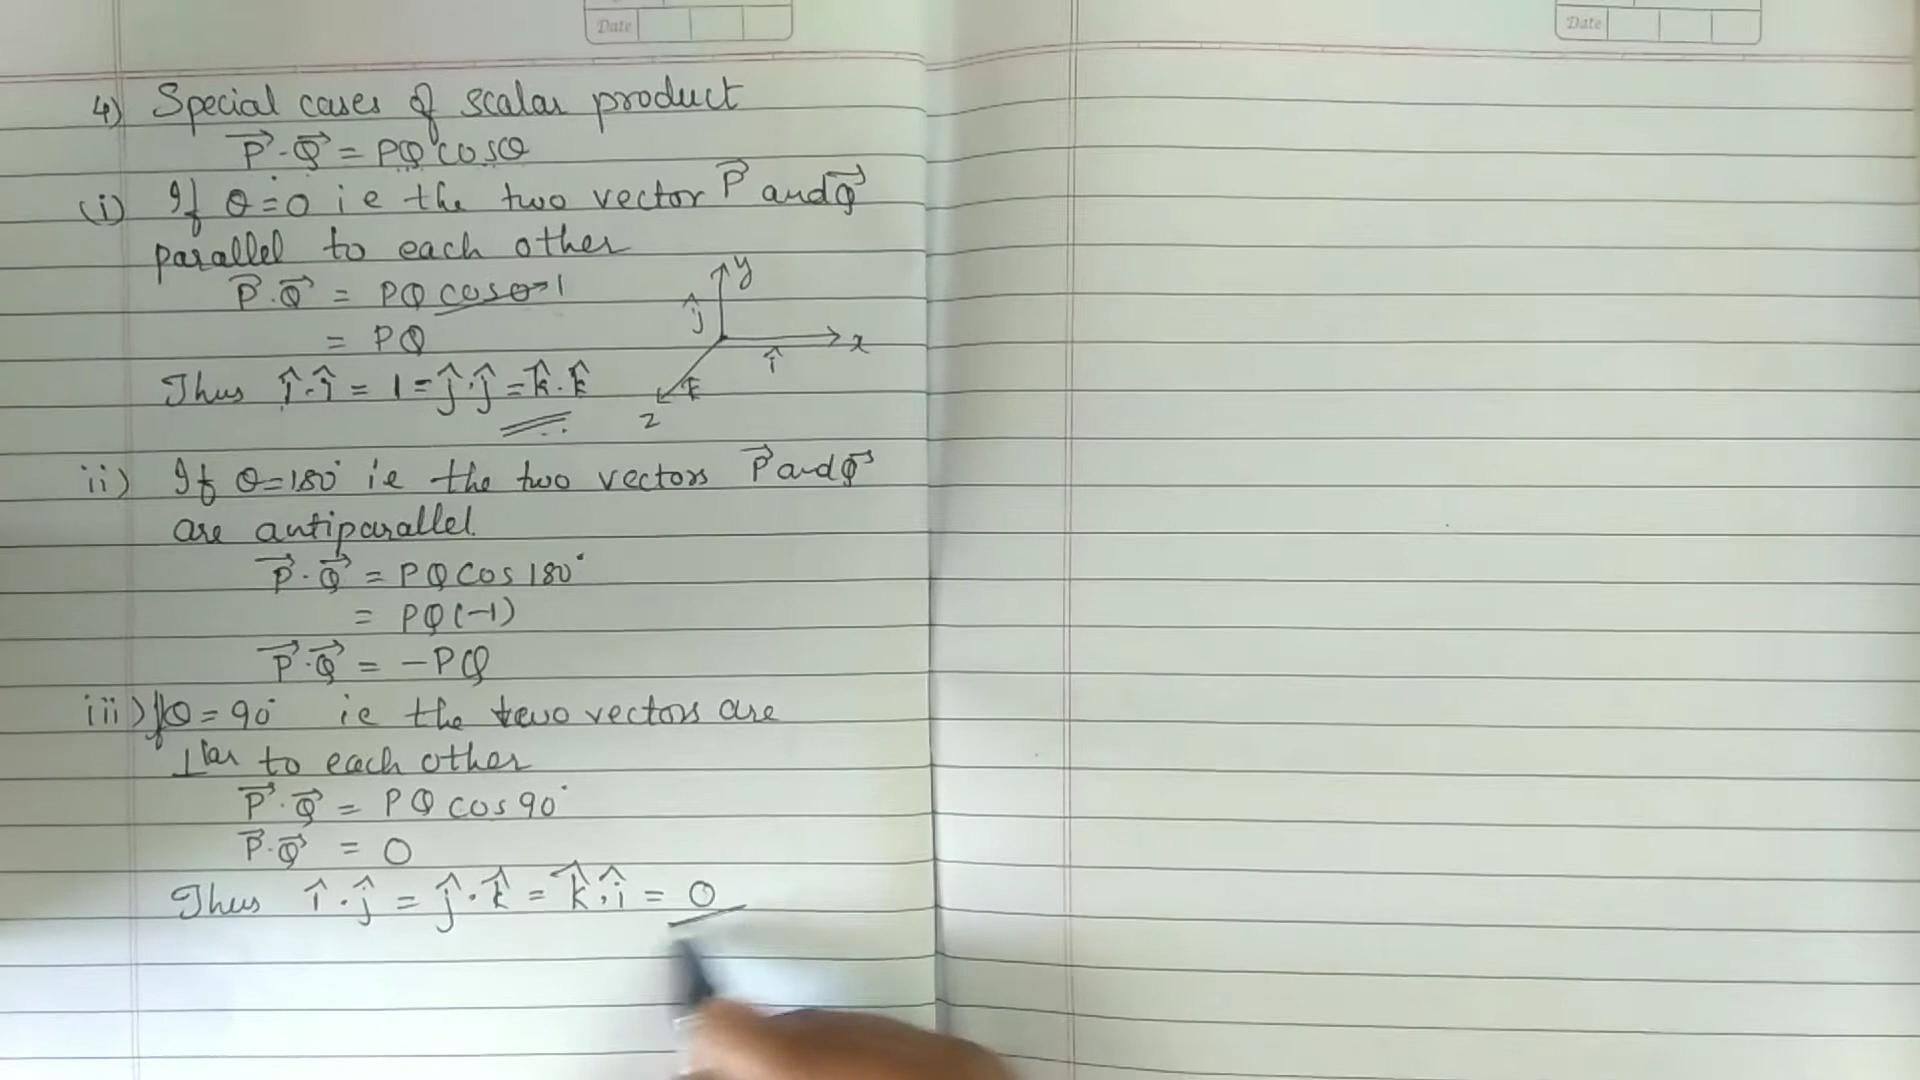 Date
Date
4) Special cases of scalar product
P⃗ · Q⃗ = PQ cosθ
(i) If θ=0 ie the two vector P⃗ and Q⃗
parallel to each other
P⃗ · Q⃗ = PQ cosθ=1
= PQ
Thus î·î = 1 = ĵ·ĵ = k̂·k̂
y
ĵ
x
î
k̂
z
ii) If θ=180° ie the two vectors P⃗ and Q⃗
are antiparallel.
P⃗ · Q⃗ = PQ cos 180°
= PQ(-1)
P⃗ · Q⃗ = -PQ
iii) If θ=90° ie the two vectors are
⊥lar to each other
P⃗ · Q⃗ = PQ cos 90°
P⃗ · Q⃗ = 0
Thus î·ĵ = ĵ·k̂ = k̂·î = 0